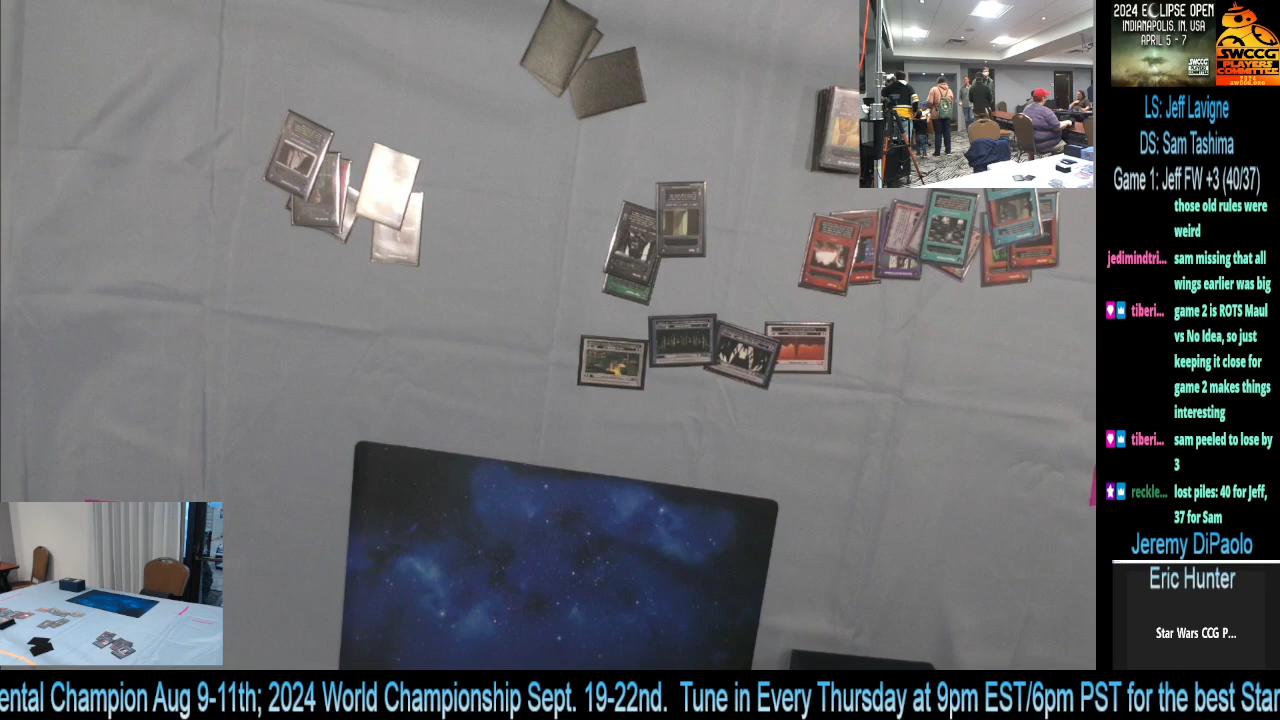 2024 ECLIPSE OPEN
INDIANAPOLIS, IN, USA
APRIL 5 - 7
SWCCG
PLAYERS
COMMITTEE
LS: Jeff Lavigne
DS: Sam Tashima
Game 1: Jeff FW +3 (40/37)
those old rules were
weird
jedimindtri... sam missing that all
wings earlier was big
tiberi... game 2 is ROTS Maul
vs No Idea, so just
keeping it close for
game 2 makes things
interesting
tiberi... sam peeled to lose by
3
reckle... lost piles: 40 for Jeff,
37 for Sam
Jeremy DiPaolo
Eric Hunter
Star Wars CCG P...
ental Champion Aug 9-11th; 2024 World Championship Sept. 19-22nd. Tune in Every Thursday at 9pm EST/6pm PST for the best Star